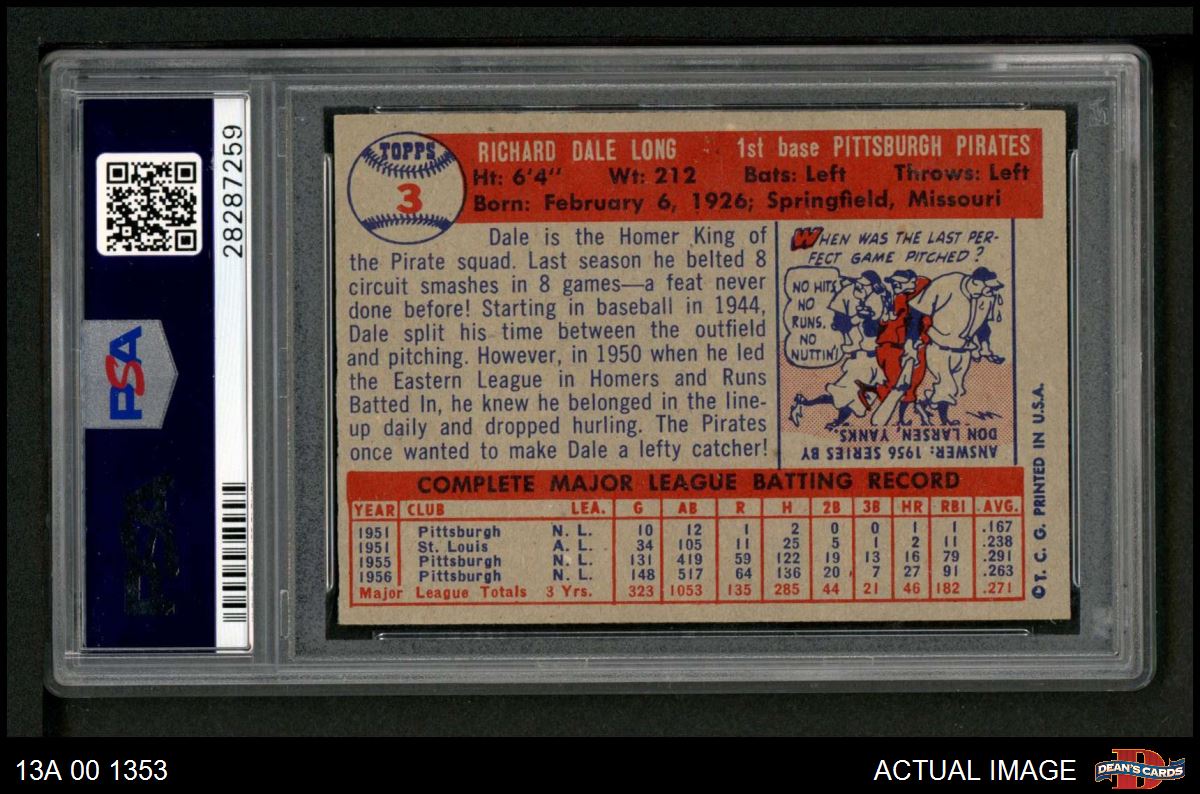 28287259
PSA
PSA
TOPPS
3
RICHARD DALE LONG 1st base PITTSBURGH PIRATES
Ht: 6'4" Wt: 212 Bats: Left Throws: Left
Born: February 6, 1926; Springfield, Missouri
Dale is the Homer King of
the Pirate squad. Last season he belted 8
circuit smashes in 8 games—a feat never
done before! Starting in baseball in 1944,
Dale split his time between the outfield
and pitching. However, in 1950 when he led
the Eastern League in Homers and Runs
Batted In, he knew he belonged in the line-
up daily and dropped hurling. The Pirates
once wanted to make Dale a lefty catcher!
WHEN WAS THE LAST PER-
FECT GAME PITCHED?
NO HITS
NO
RUNS.
NO
NUTTIN'!
ANSWER: 1956 SERIES BY
DON LARSEN, YANKS.
COMPLETE MAJOR LEAGUE BATTING RECORD
YEAR CLUB LEA. G AB R H 2B 3B HR RBI AVG.
1951 Pittsburgh N. L. 10 12 1 2 0 0 1 1 .167
1951 St. Louis A. L. 34 105 11 25 5 1 2 11 .238
1955 Pittsburgh N. L. 131 419 59 122 19 13 16 79 .291
1956 Pittsburgh N. L. 148 517 64 136 20 7 27 91 .263
Major League Totals 3 Yrs. 323 1053 135 285 44 21 46 182 .271
©T. C. G. PRINTED IN U.S.A.
13A 00 1353
ACTUAL IMAGE
D
DEAN'S CARDS